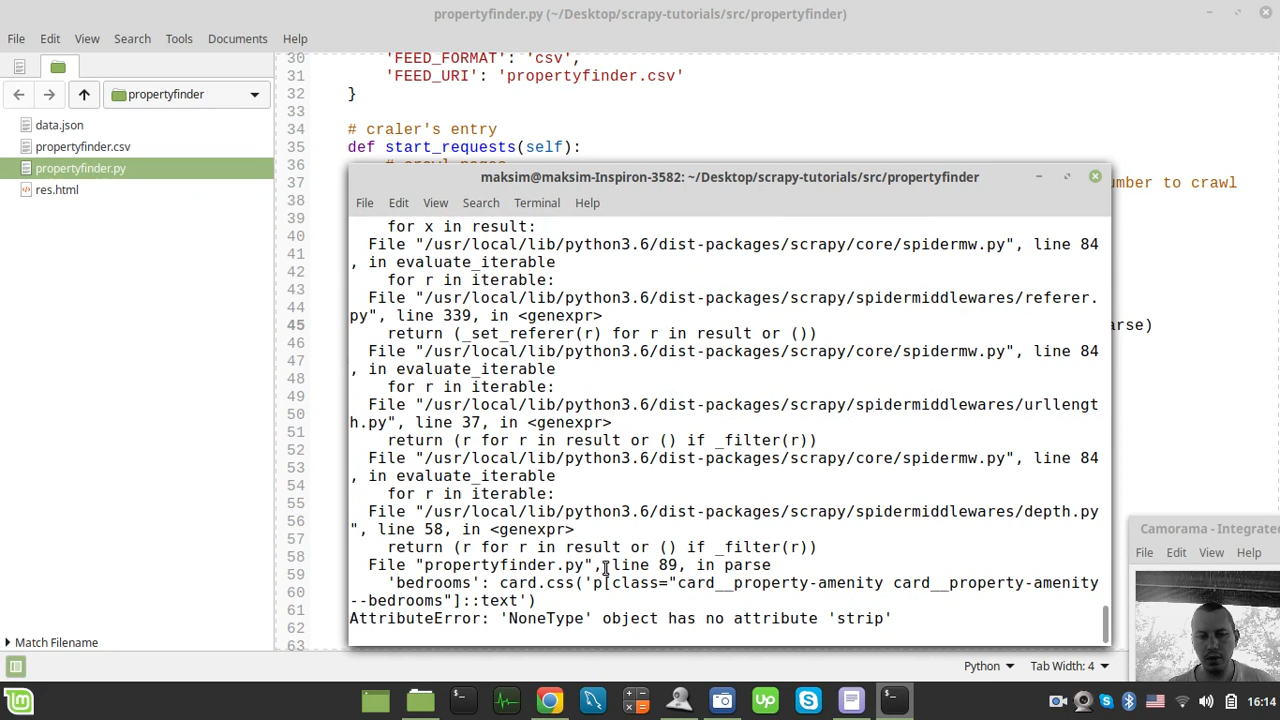 propertyfinder.py (~/Desktop/scrapy-tutorials/src/propertyfinder)
File Edit View Search Tools Documents Help
propertyfinder
data.json
propertyfinder.csv
propertyfinder.py
res.html
Match Filename
30 'FEED_FORMAT': 'csv',
31 'FEED_URI': 'propertyfinder.csv'
32 }
33
34 # craler's entry
35 def start_requests(self):
36
37 umber to crawl
38
39
40
41
42
43
44
45 arse)
46
47
48
49
50
51
52
53
54
55
56
57
58
59
60
61
62
63
maksim@maksim-Inspiron-3582: ~/Desktop/scrapy-tutorials/src/propertyfinder
File Edit View Search Terminal Help
for x in result:
File "/usr/local/lib/python3.6/dist-packages/scrapy/core/spidermw.py", line 84
, in evaluate_iterable
for r in iterable:
File "/usr/local/lib/python3.6/dist-packages/scrapy/spidermiddlewares/referer.
py", line 339, in <genexpr>
return (_set_referer(r) for r in result or ())
File "/usr/local/lib/python3.6/dist-packages/scrapy/core/spidermw.py", line 84
, in evaluate_iterable
for r in iterable:
File "/usr/local/lib/python3.6/dist-packages/scrapy/spidermiddlewares/urllengt
h.py", line 37, in <genexpr>
return (r for r in result or () if _filter(r))
File "/usr/local/lib/python3.6/dist-packages/scrapy/core/spidermw.py", line 84
, in evaluate_iterable
for r in iterable:
File "/usr/local/lib/python3.6/dist-packages/scrapy/spidermiddlewares/depth.py
", line 58, in <genexpr>
return (r for r in result or () if _filter(r))
File "propertyfinder.py", line 89, in parse
'bedrooms': card.css('p[class="card__property-amenity card__property-amenity
--bedrooms"]::text')
AttributeError: 'NoneType' object has no attribute 'strip'
Camorama - Integrated
File Edit View Help
Python Tab Width: 4
16:14